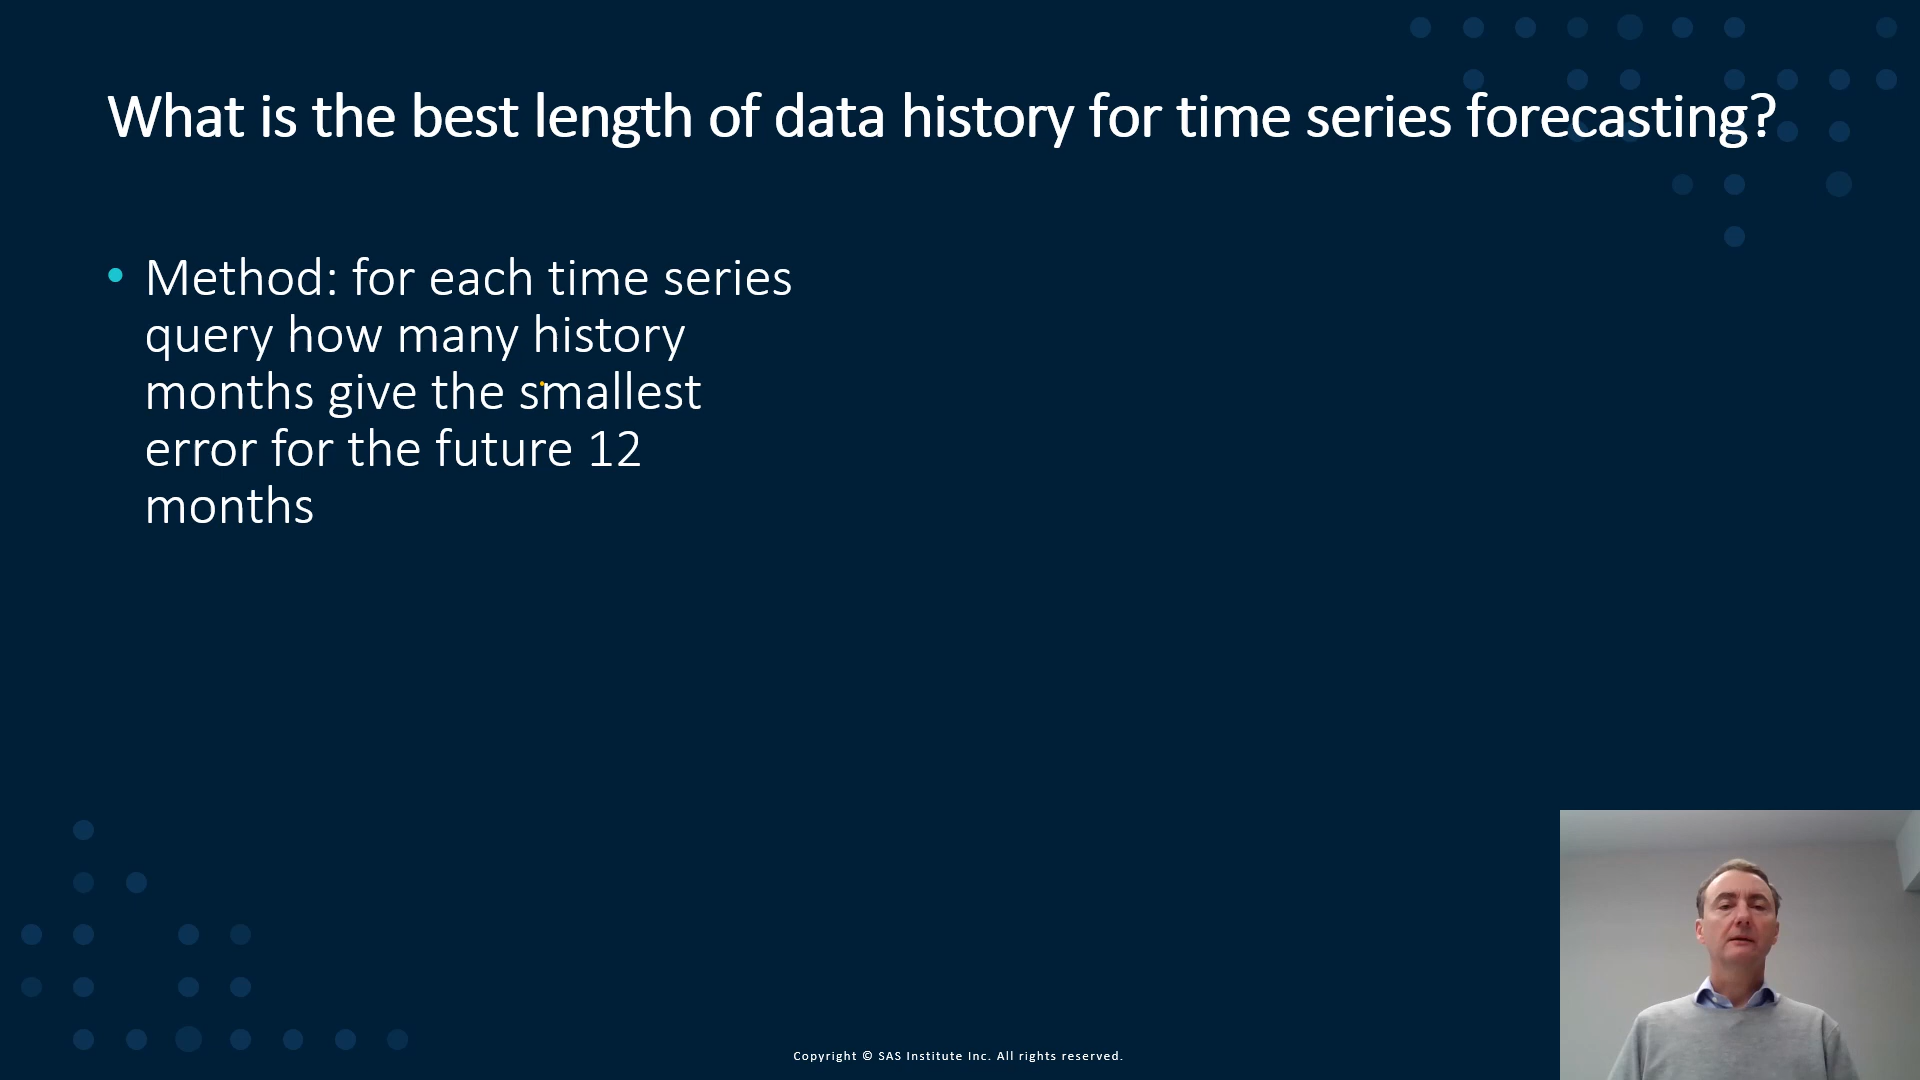 What is the best length of data history for time series forecasting?
• Method: for each time series
query how many history
months give the smallest
error for the future 12
months
Copyright © SAS Institute Inc. All rights reserved.